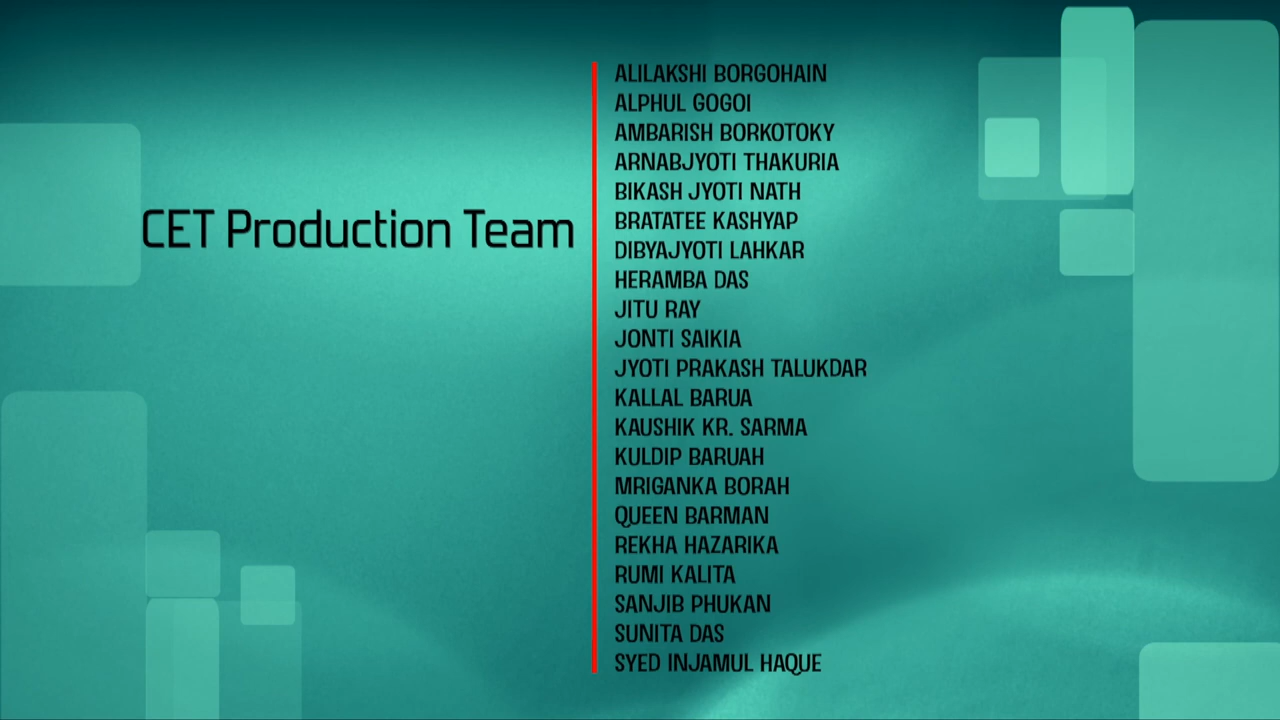 CET Production Team
ALILAKSHI BORGOHAIN
ALPHUL GOGOI
AMBARISH BORKOTOKY
ARNABJYOTI THAKURIA
BIKASH JYOTI NATH
BRATATEE KASHYAP
DIBYAJYOTI LAHKAR
HERAMBA DAS
JITU RAY
JONTI SAIKIA
JYOTI PRAKASH TALUKDAR
KALLAL BARUA
KAUSHIK KR. SARMA
KULDIP BARUAH
MRIGANKA BORAH
QUEEN BARMAN
REKHA HAZARIKA
RUMI KALITA
SANJIB PHUKAN
SUNITA DAS
SYED INJAMUL HAQUE